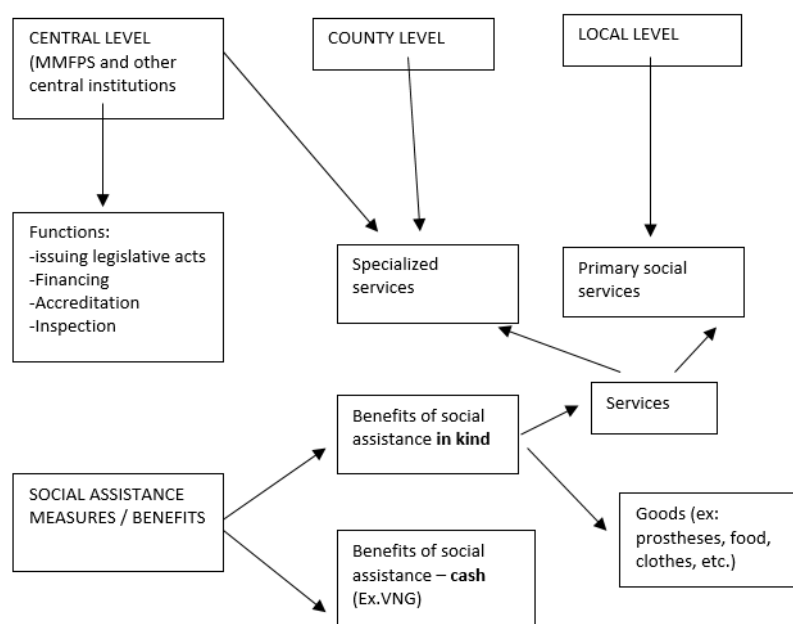 CENTRAL LEVEL
(MMFPS and other
central institutions
COUNTY LEVEL
LOCAL LEVEL
Functions:
-issuing legislative acts
-Financing
-Accreditation
-Inspection
Specialized
services
Primary social
services
Services
Benefits of social
assistance in kind
SOCIAL ASSISTANCE
MEASURES / BENEFITS
Goods (ex:
prostheses, food,
clothes, etc.)
Benefits of social
assistance – cash
(Ex.VNG)